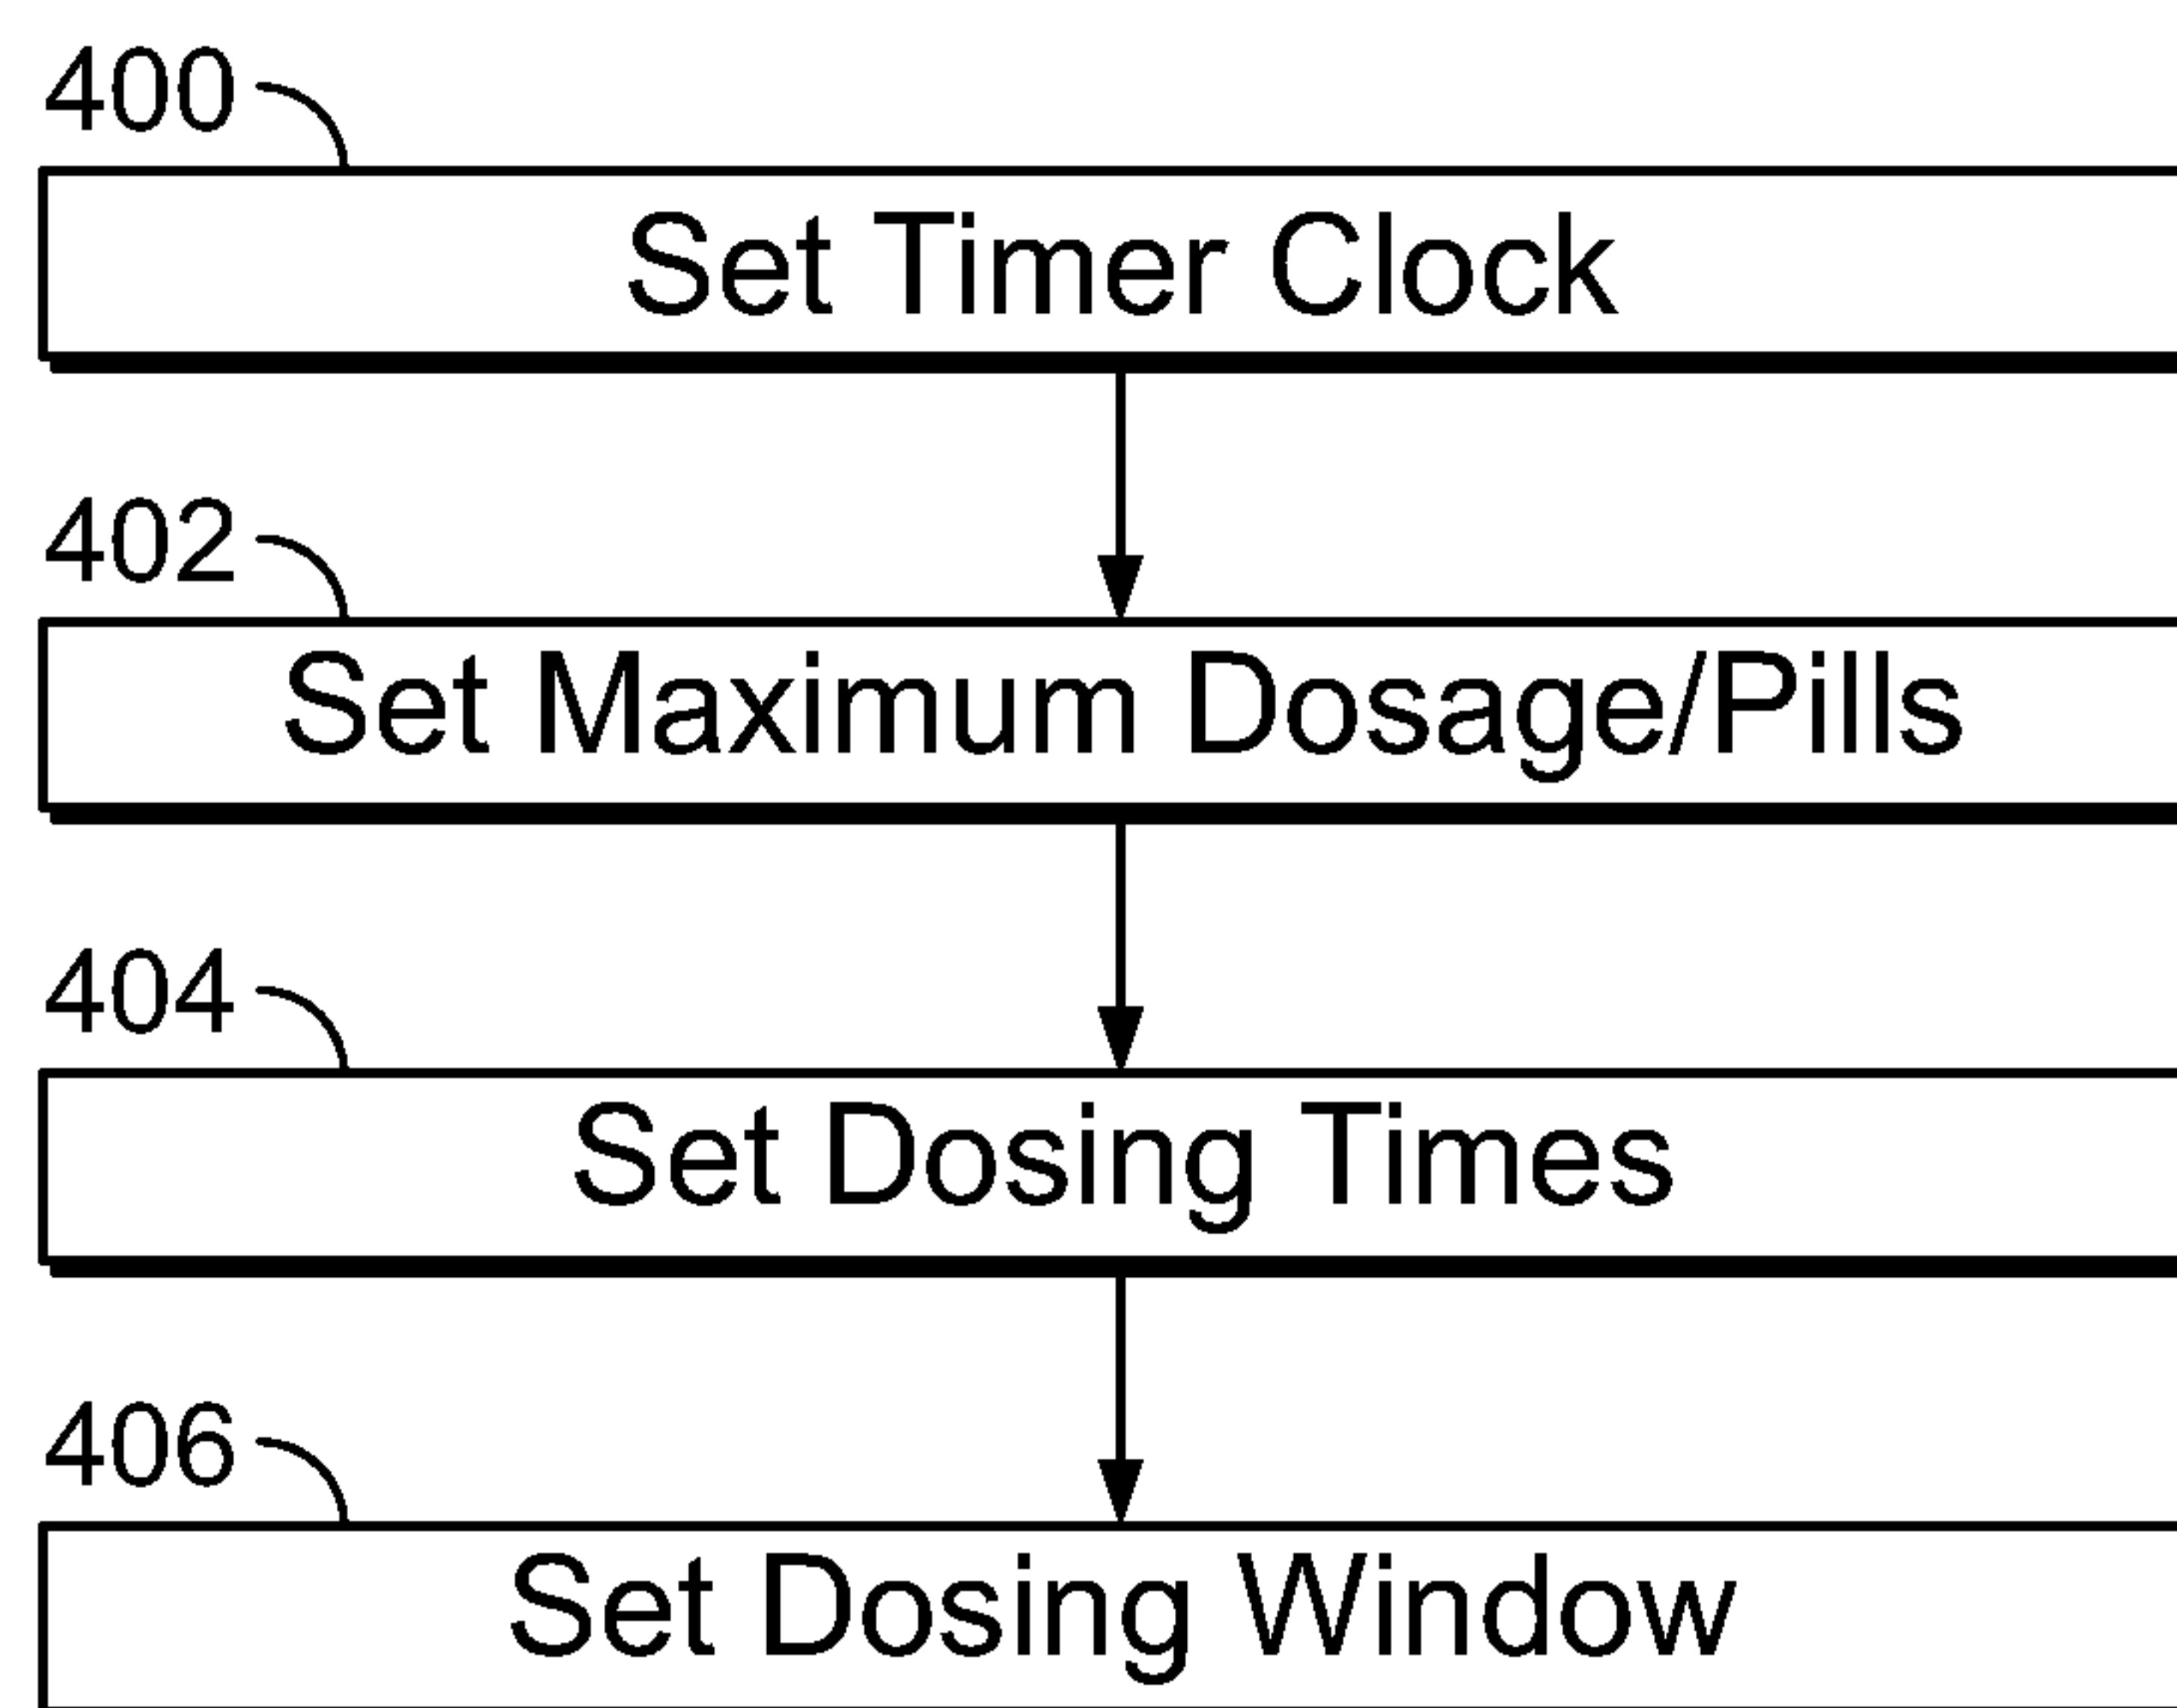 400
Set Timer Clock
402
Set Maximum Dosage/Pills
404
Set Dosing Times
406
Set Dosing Window